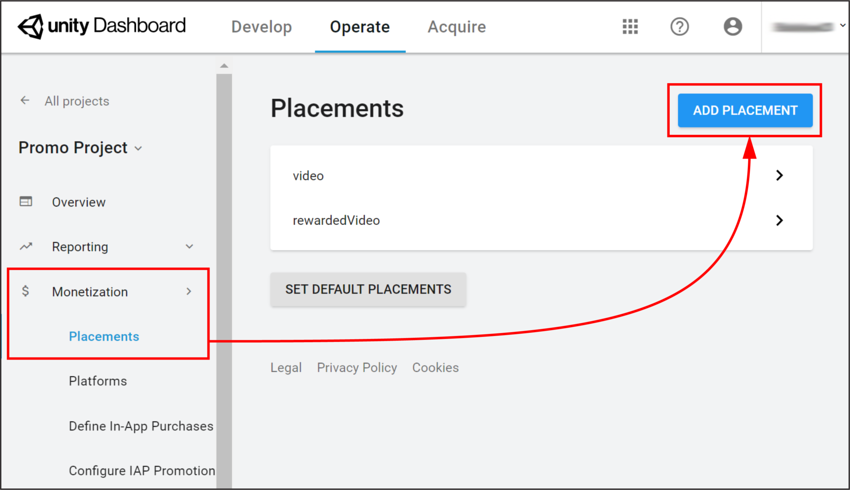 unity Dashboard
Develop
Operate
Acquire
All projects
Promo Project
Overview
Reporting
Monetization
Placements
Platforms
Define In-App Purchases
Configure IAP Promotion
Placements
ADD PLACEMENT
video
rewardedVideo
SET DEFAULT PLACEMENTS
Legal Privacy Policy Cookies